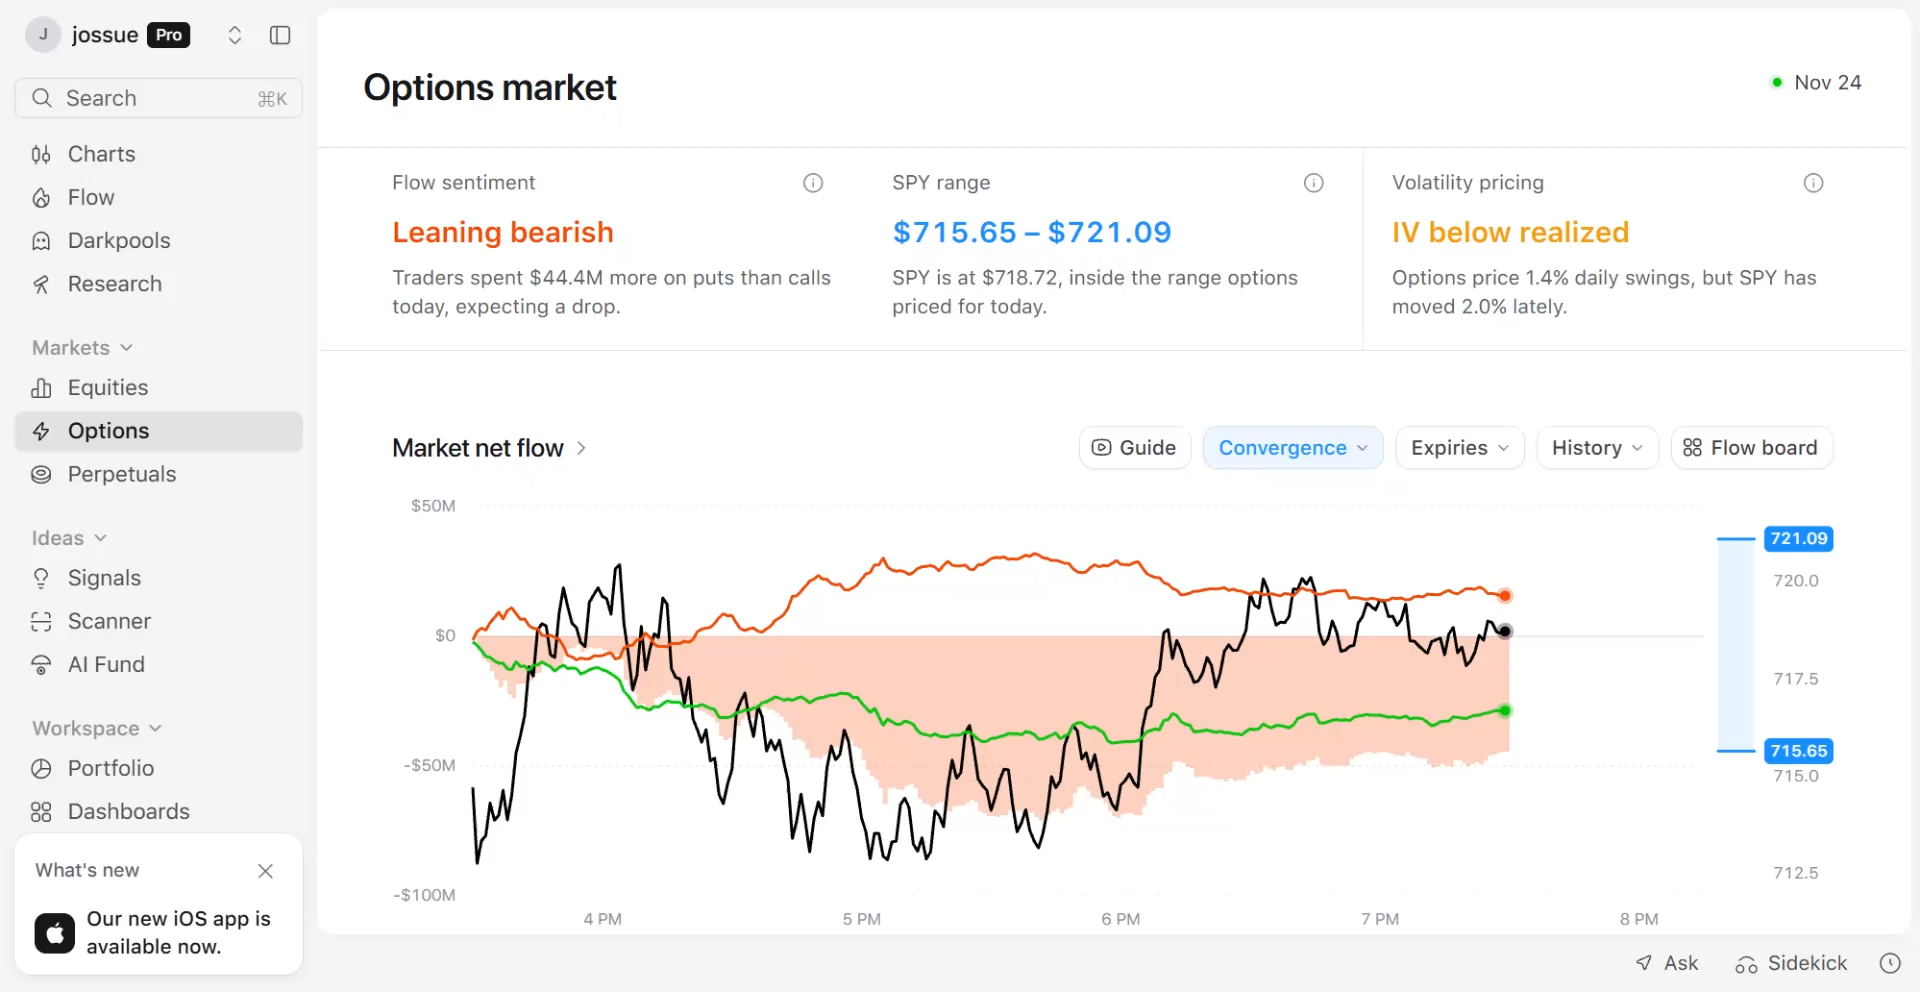 J jossue Pro
Search ⌘K
Charts
Flow
Darkpools
Research
Markets
Equities
Options
Perpetuals
Ideas
Signals
Scanner
AI Fund
Workspace
Portfolio
Dashboards
What's new
Our new iOS app is
available now.
Options market
Nov 24
Flow sentiment
Leaning bearish
Traders spent $44.4M more on puts than calls
today, expecting a drop.
SPY range
$715.65 – $721.09
SPY is at $718.72, inside the range options
priced for today.
Volatility pricing
IV below realized
Options price 1.4% daily swings, but SPY has
moved 2.0% lately.
Market net flow
Guide
Convergence
Expiries
History
Flow board
$50M
$0
-$50M
-$100M
721.09
720.0
717.5
715.65
715.0
712.5
4 PM
5 PM
6 PM
7 PM
8 PM
Ask
Sidekick